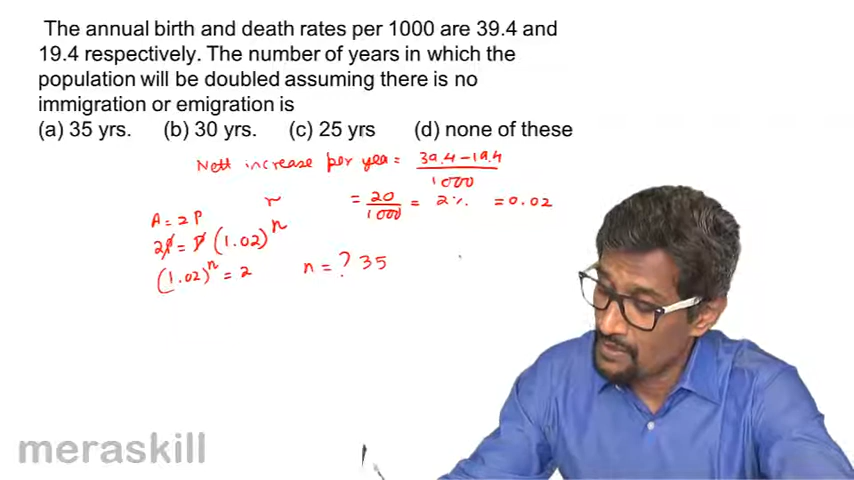 The annual birth and death rates per 1000 are 39.4 and
19.4 respectively. The number of years in which the
population will be doubled assuming there is no
immigration or emigration is
(a) 35 yrs. (b) 30 yrs. (c) 25 yrs (d) none of these
Nett increase per year = 39.4 - 19.4 / 1000
r = 20/1000 = 2% = 0.02
A = 2P
2P = P (1.02)^n
(1.02)^n = 2 n = ? 35
meraskill